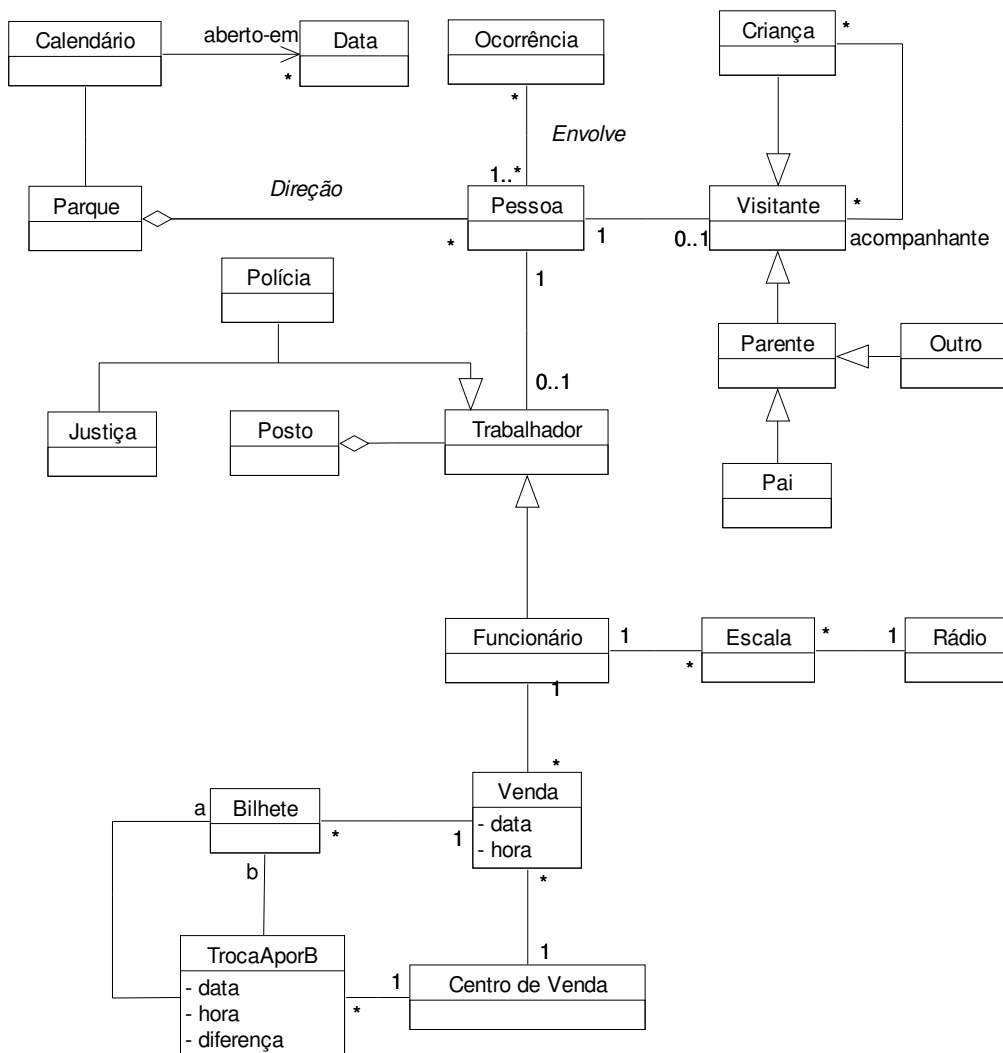 Calendário
aberto-em
Data
*
Ocorrência
*
Criança
*
Envolve
1..*
Parque
Direção
Pessoa
*
1
1
Visitante
0..1
*
acompanhante
Polícia
Parente
Outro
0..1
Justiça
Posto
Trabalhador
Pai
Funcionário
1
1
Escala
*
*
Rádio
1
*
Venda
- data
- hora
a
Bilhete
*
1
*
b
TrocaAporB
- data
- hora
- diferença
1
*
1
Centro de Venda